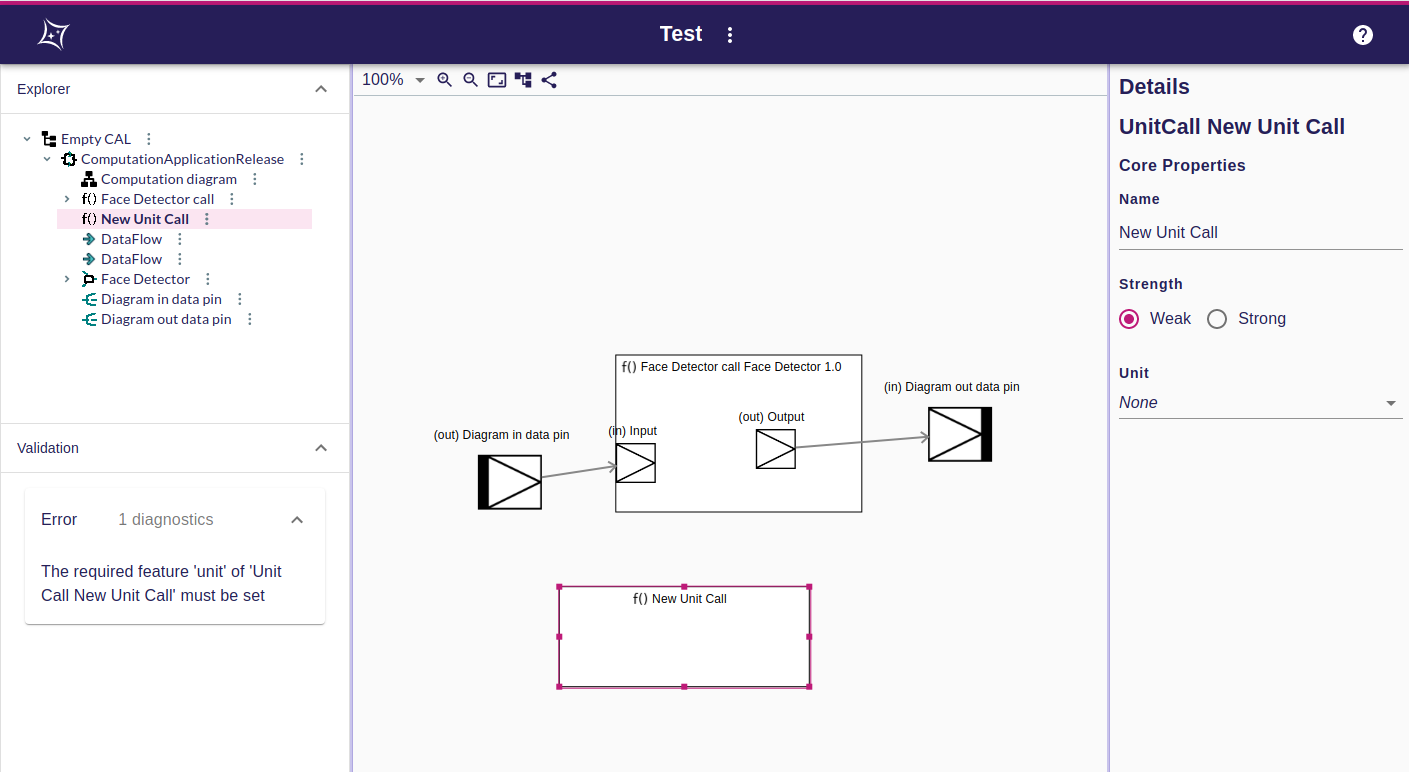 Test
Explorer
Empty CAL
ComputationApplicationRelease
Computation diagram
f() Face Detector call
f() New Unit Call
DataFlow
DataFlow
Face Detector
Diagram in data pin
Diagram out data pin
Validation
Error 1 diagnostics
The required feature 'unit' of 'Unit
Call New Unit Call' must be set
100%
f() Face Detector call Face Detector 1.0
(in) Diagram out data pin
(out) Output
(in) Input
(out) Diagram in data pin
f() New Unit Call
Details
UnitCall New Unit Call
Core Properties
Name
New Unit Call
Strength
Weak Strong
Unit
None